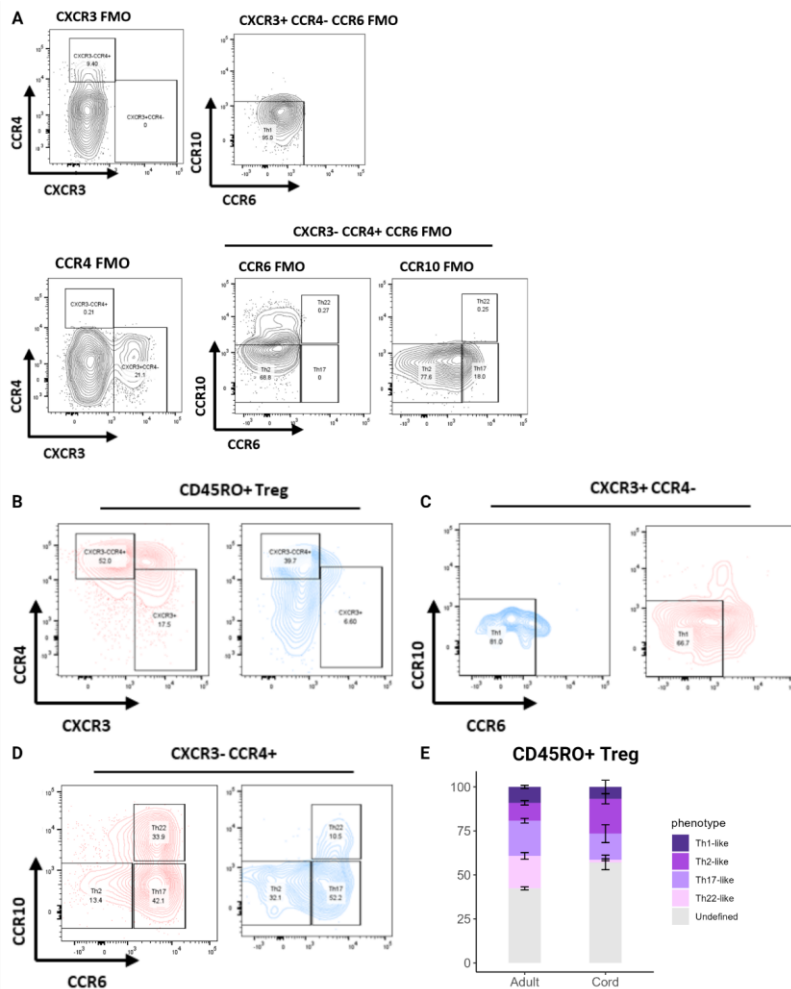 A
CXCR3 FMO
CXCR3+ CCR4- CCR6 FMO
CXCR3-CCR4+
9.40
CXCR3+CCR4-
0
CCR4
CXCR3
Th1
95.0
CCR10
CCR6
CXCR3- CCR4+ CCR6 FMO
CCR4 FMO
CCR6 FMO
CCR10 FMO
CXCR3-CCR4+
0.21
CXCR3+CCR4-
21.1
CCR4
CXCR3
Th22
0.27
Th2
68.8
Th17
0
CCR10
CCR6
Th22
0.25
Th2
77.6
Th17
18.0
B
CD45RO+ Treg
CXCR3-CCR4+
52.0
CXCR3+
17.5
CXCR3-CCR4+
39.7
CXCR3+
6.60
CCR4
CXCR3
C
CXCR3+ CCR4-
Th1
81.0
Th1
66.7
CCR10
CCR6
D
CXCR3- CCR4+
Th22
33.9
Th2
13.4
Th17
42.1
Th22
10.5
Th2
32.1
Th17
52.2
CCR10
CCR6
E
CD45RO+ Treg
100
75
50
25
0
Adult
Cord
phenotype
Th1-like
Th2-like
Th17-like
Th22-like
Undefined